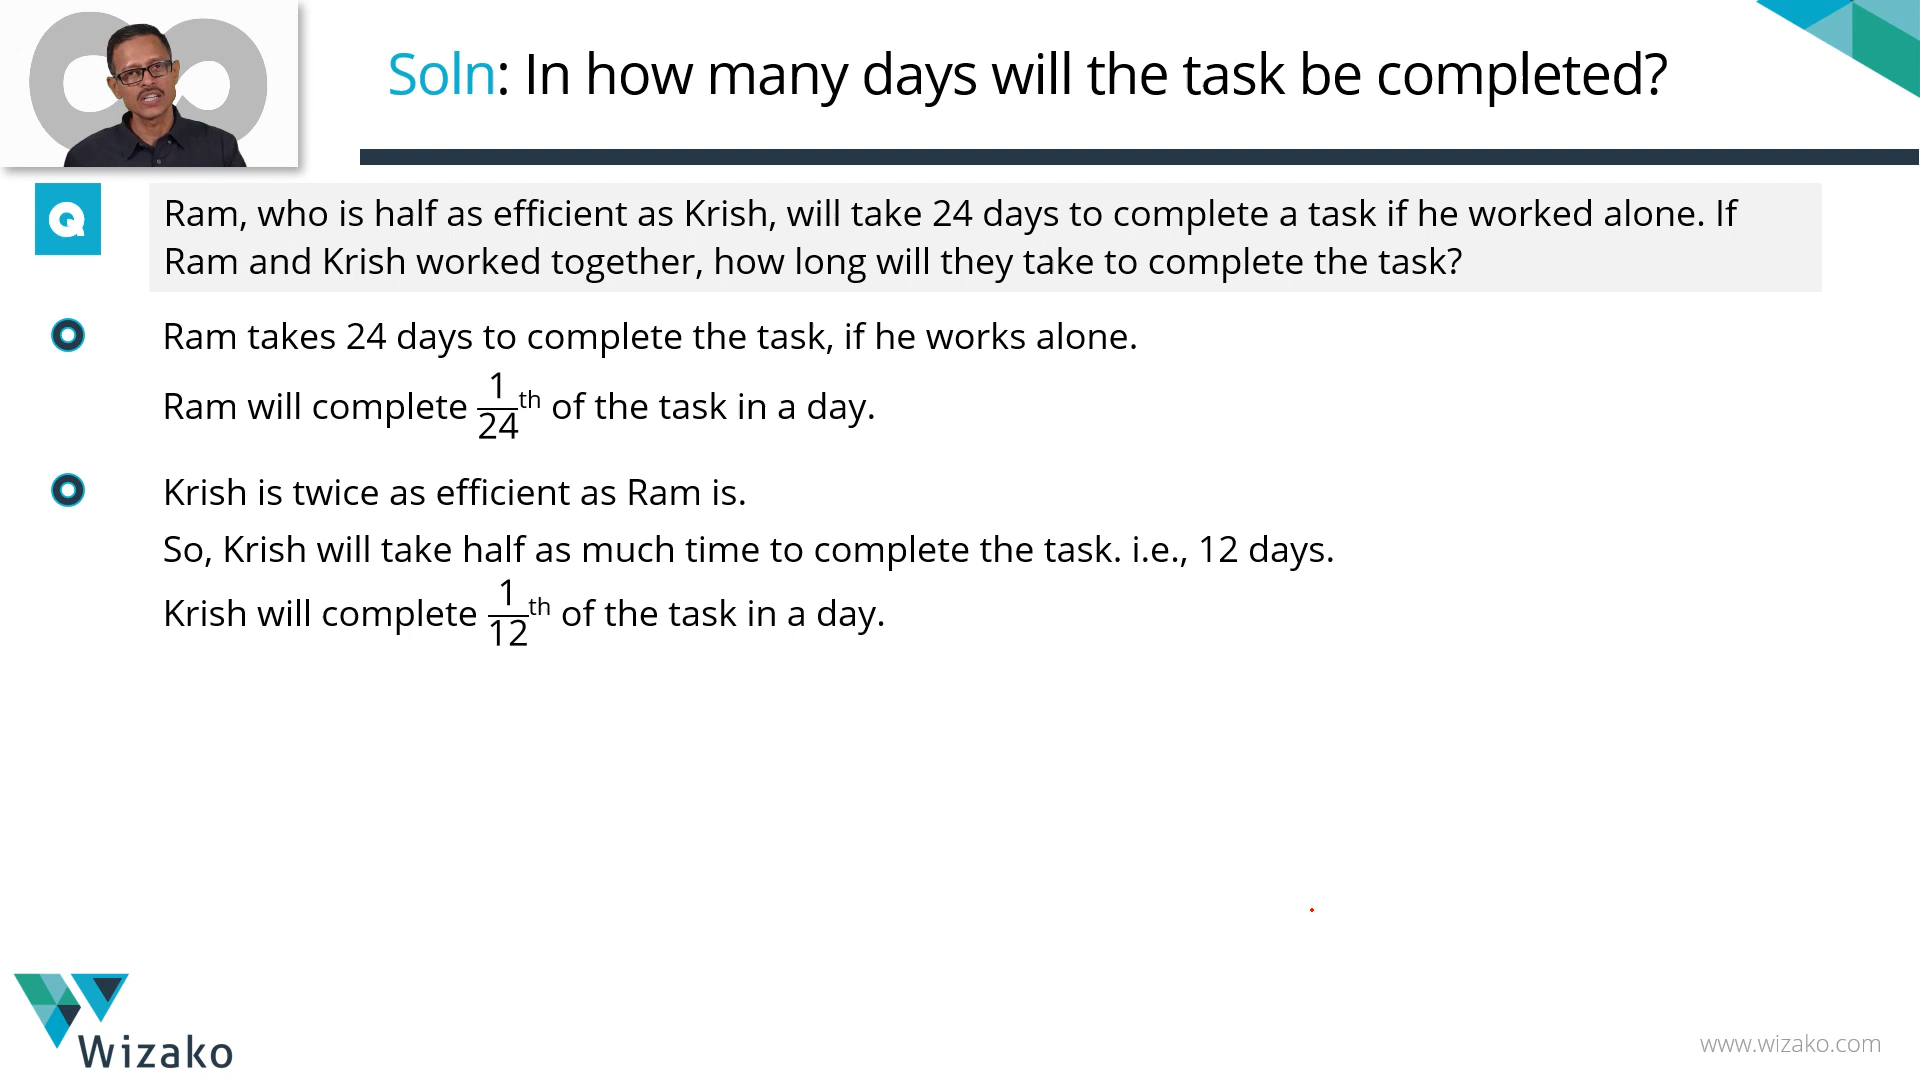 Soln: In how many days will the task be completed?
Q
Ram, who is half as efficient as Krish, will take 24 days to complete a task if he worked alone. If
Ram and Krish worked together, how long will they take to complete the task?
Ram takes 24 days to complete the task, if he works alone.
Ram will complete 1/24 th of the task in a day.
Krish is twice as efficient as Ram is.
So, Krish will take half as much time to complete the task. i.e., 12 days.
Krish will complete 1/12 th of the task in a day.
Wizako
www.wizako.com